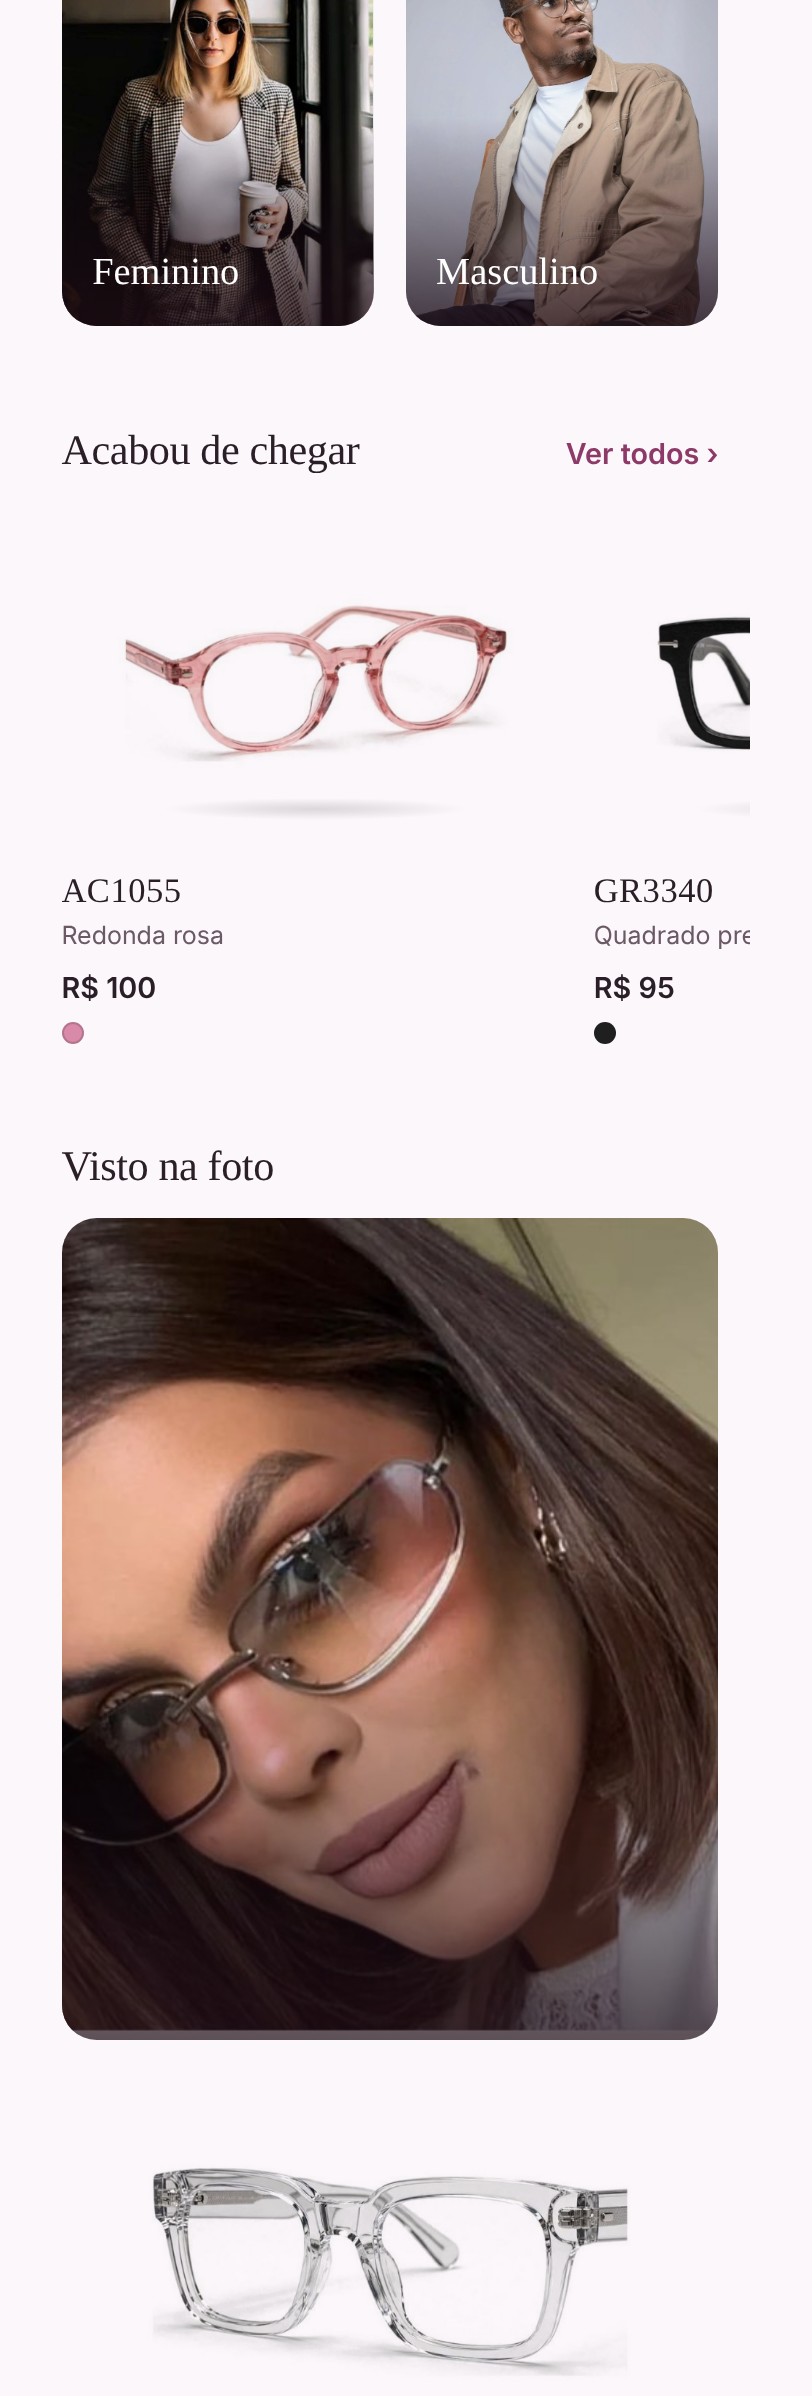 Feminino
Masculino
Acabou de chegar
Ver todos ›
AC1055
Redonda rosa
R$ 100
GR3340
Quadrado pre
R$ 95
Visto na foto